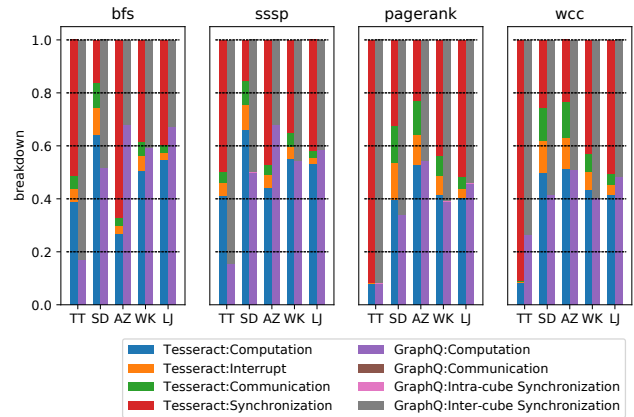 bfs sssp pagerank wcc
1.0
0.8
0.6
0.4
0.2
0.0
breakdown
TT SD AZ WK LJ TT SD AZ WK LJ TT SD AZ WK LJ TT SD AZ WK LJ
Tesseract:Computation GraphQ:Computation
Tesseract:Interrupt GraphQ:Communication
Tesseract:Communication GraphQ:Intra-cube Synchronization
Tesseract:Synchronization GraphQ:Inter-cube Synchronization